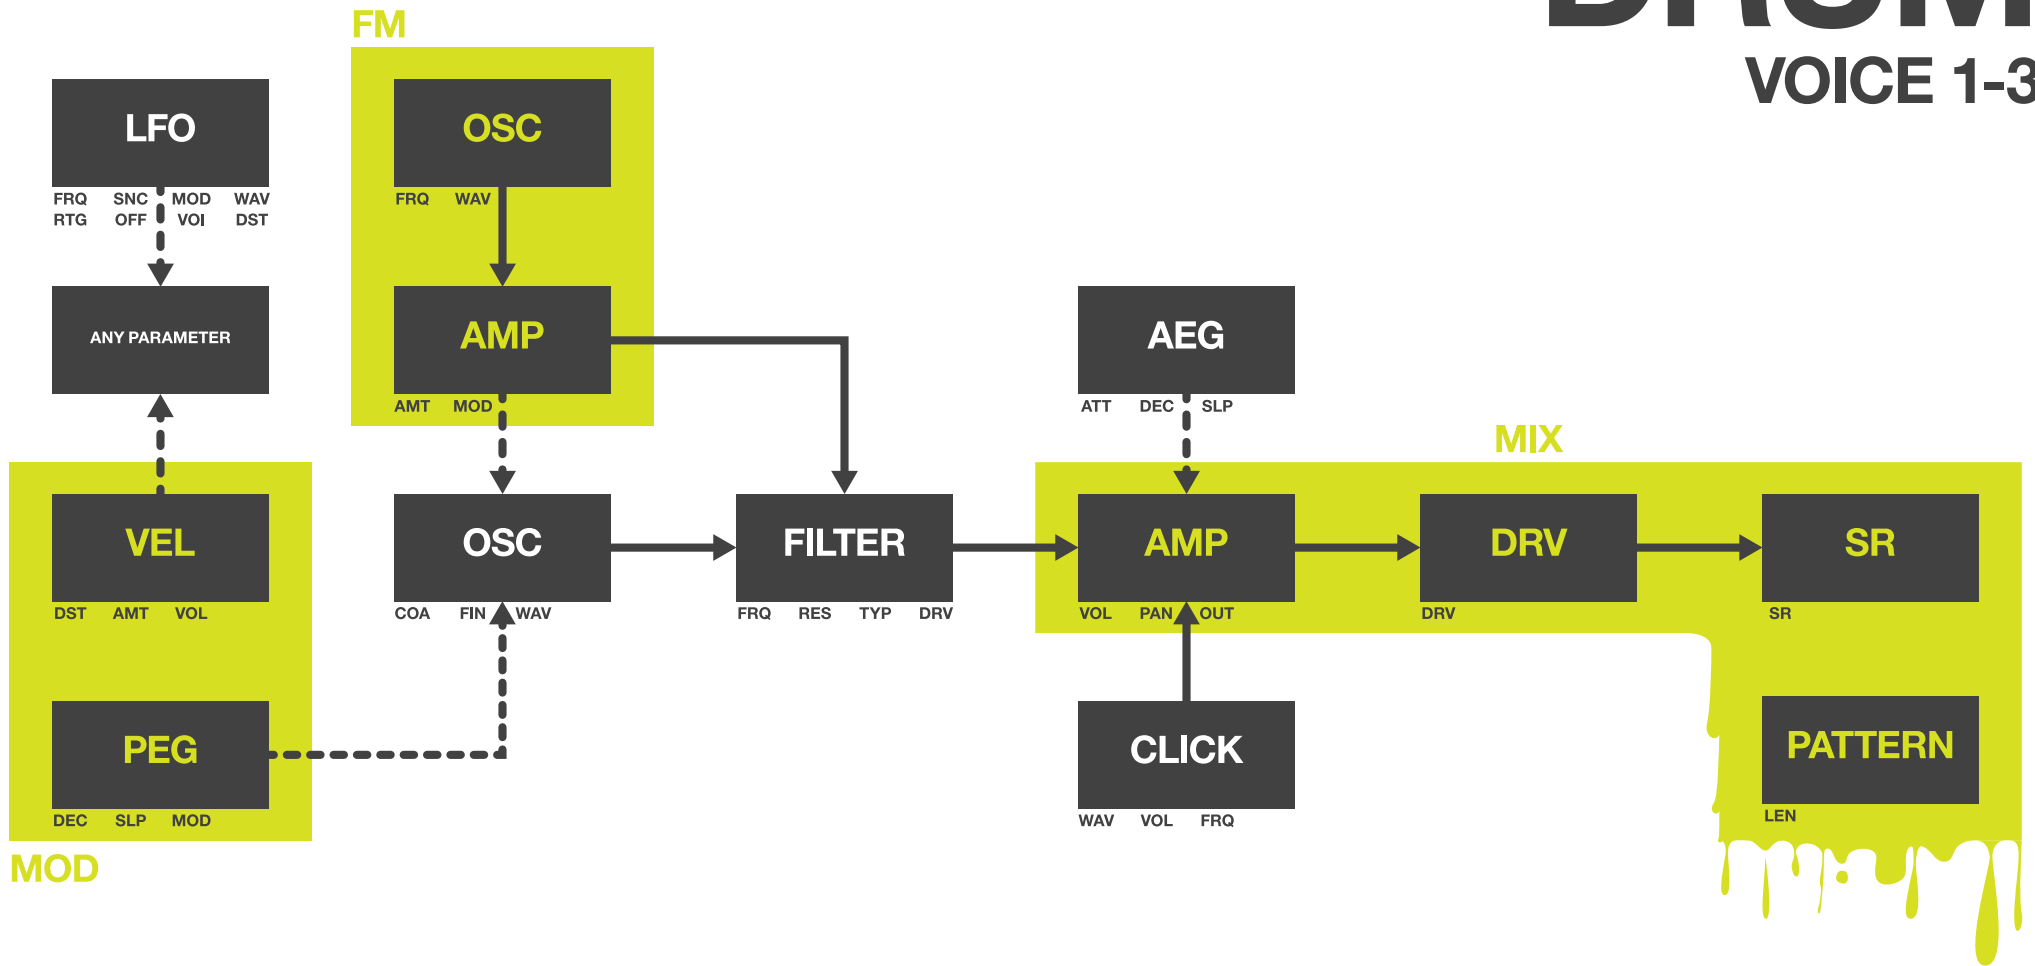 DRUM
VOICE 1-3
FM
LFO
FRQ SNC MOD WAV
RTG OFF VOI DST
OSC
FRQ WAV
ANY PARAMETER
AMP
AMT MOD
AEG
ATT DEC SLP
MIX
VEL
DST AMT VOL
OSC
COA FIN WAV
FILTER
FRQ RES TYP DRV
AMP
VOL PAN OUT
DRV
DRV
SR
SR
PEG
DEC SLP MOD
MOD
CLICK
WAV VOL FRQ
PATTERN
LEN